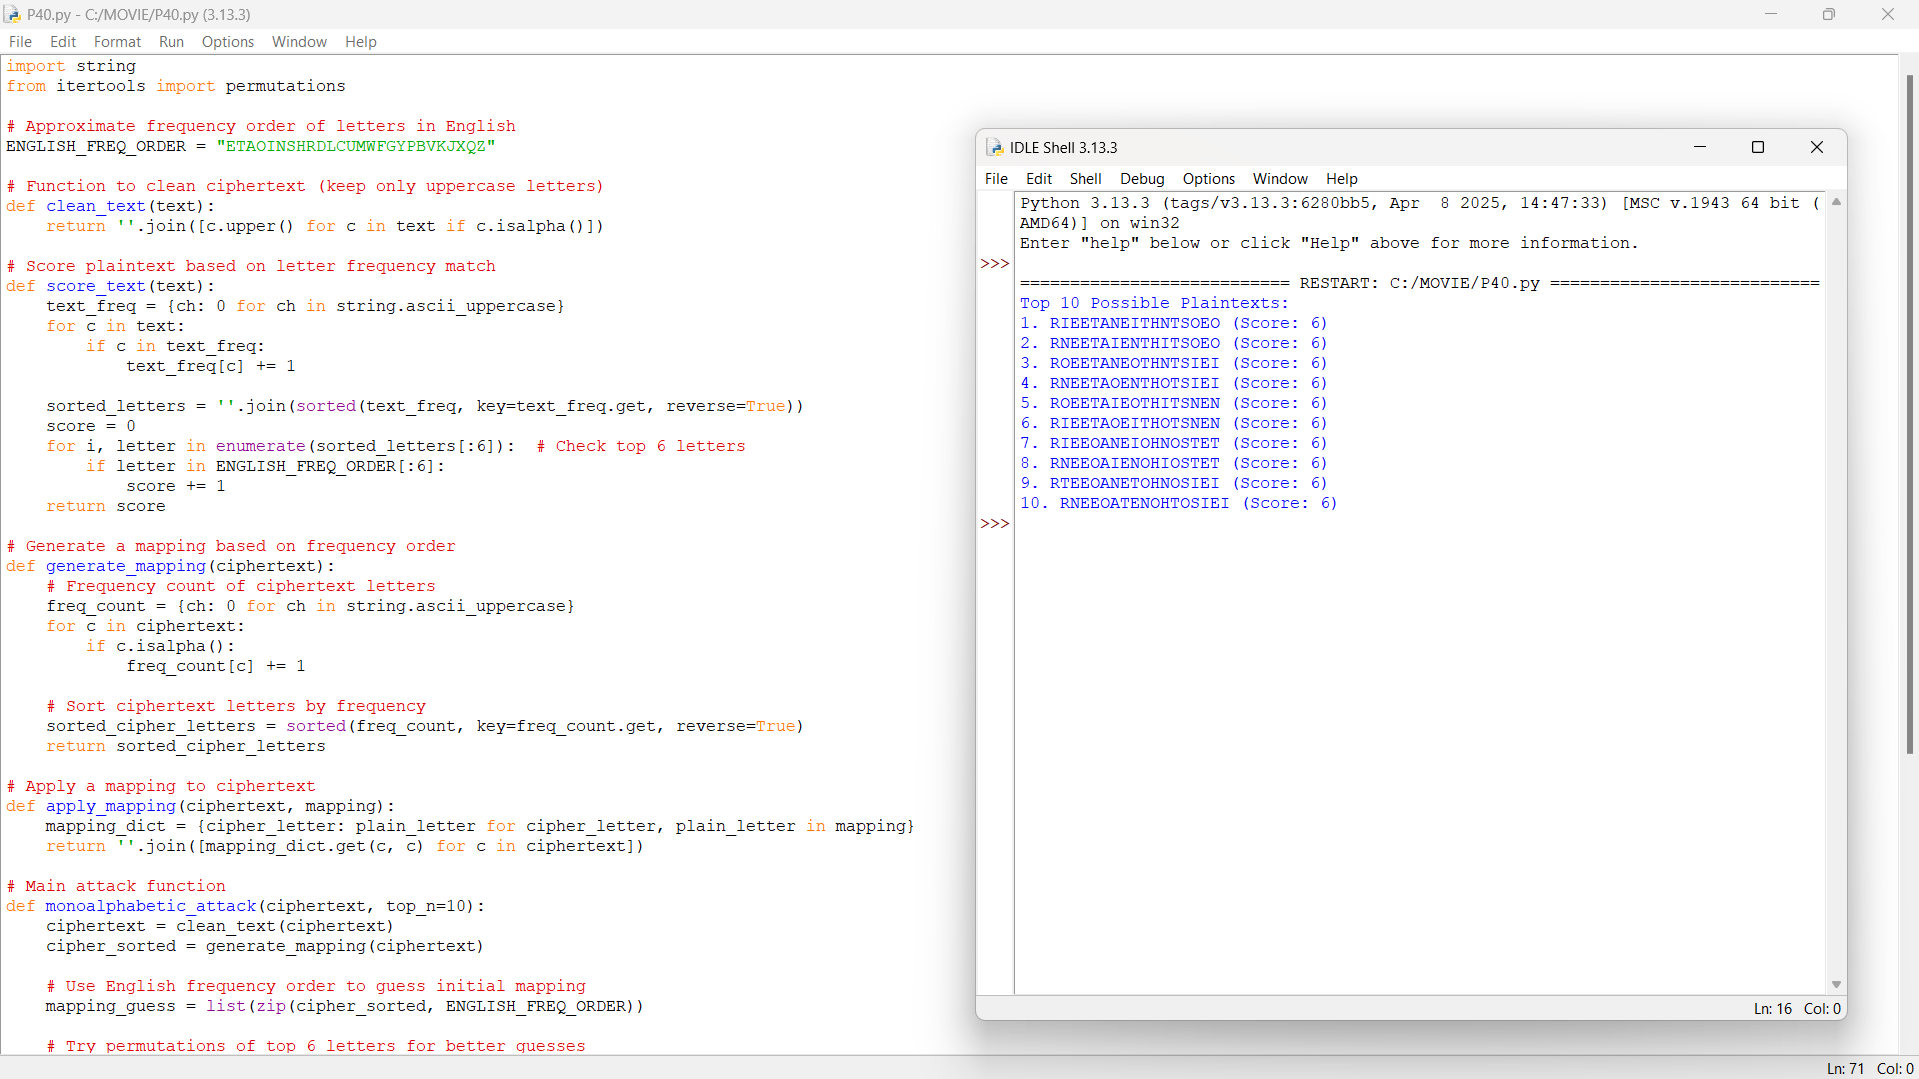 P40.py - C:/MOVIE/P40.py (3.13.3)
File Edit Format Run Options Window Help
import string
from itertools import permutations
# Approximate frequency order of letters in English
ENGLISH_FREQ_ORDER = "ETAOINSHRDLCUMWFGYPBVKJXQZ"
# Function to clean ciphertext (keep only uppercase letters)
def clean_text(text):
    return ''.join([c.upper() for c in text if c.isalpha()])
# Score plaintext based on letter frequency match
def score_text(text):
    text_freq = {ch: 0 for ch in string.ascii_uppercase}
    for c in text:
        if c in text_freq:
            text_freq[c] += 1
    sorted_letters = ''.join(sorted(text_freq, key=text_freq.get, reverse=True))
    score = 0
    for i, letter in enumerate(sorted_letters[:6]):  # Check top 6 letters
        if letter in ENGLISH_FREQ_ORDER[:6]:
            score += 1
    return score
# Generate a mapping based on frequency order
def generate_mapping(ciphertext):
    # Frequency count of ciphertext letters
    freq_count = {ch: 0 for ch in string.ascii_uppercase}
    for c in ciphertext:
        if c.isalpha():
            freq_count[c] += 1
    # Sort ciphertext letters by frequency
    sorted_cipher_letters = sorted(freq_count, key=freq_count.get, reverse=True)
    return sorted_cipher_letters
# Apply a mapping to ciphertext
def apply_mapping(ciphertext, mapping):
    mapping_dict = {cipher_letter: plain_letter for cipher_letter, plain_letter in mapping}
    return ''.join([mapping_dict.get(c, c) for c in ciphertext])
# Main attack function
def monoalphabetic_attack(ciphertext, top_n=10):
    ciphertext = clean_text(ciphertext)
    cipher_sorted = generate_mapping(ciphertext)
    # Use English frequency order to guess initial mapping
    mapping_guess = list(zip(cipher_sorted, ENGLISH_FREQ_ORDER))
    # Try permutations of top 6 letters for better guesses
Ln: 71 Col: 0
IDLE Shell 3.13.3
File Edit Shell Debug Options Window Help
Python 3.13.3 (tags/v3.13.3:6280bb5, Apr  8 2025, 14:47:33) [MSC v.1943 64 bit (
AMD64)] on win32
Enter "help" below or click "Help" above for more information.
>>>
=========================== RESTART: C:/MOVIE/P40.py ===========================
Top 10 Possible Plaintexts:
1. RIEETANEITHNTSOEO (Score: 6)
2. RNEETAIENTHITSOEO (Score: 6)
3. ROEETANEOTHNTSIEI (Score: 6)
4. RNEETAOENTHOTSIEI (Score: 6)
5. ROEETAIEOTHITSNEN (Score: 6)
6. RIEETAOEITHOTSNEN (Score: 6)
7. RIEEOANEIOHNOSTET (Score: 6)
8. RNEEOAIENOHIOSTET (Score: 6)
9. RTEEOANETOHNOSIEI (Score: 6)
10. RNEEOATENOHTOSIEI (Score: 6)
>>>
Ln: 16 Col: 0